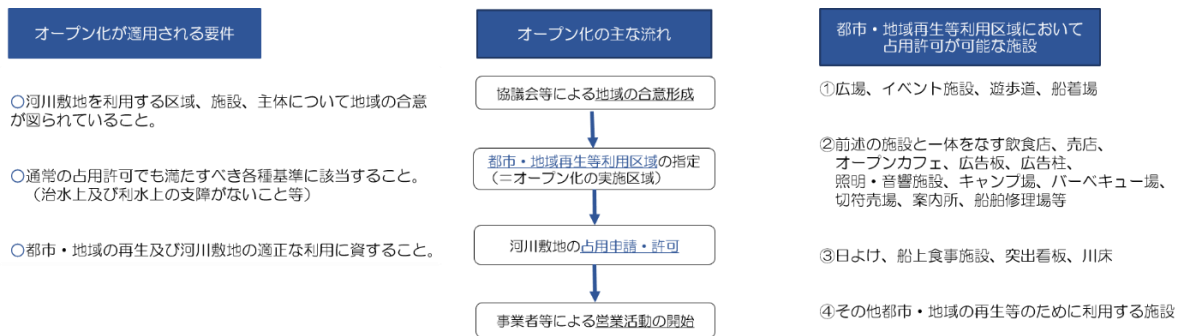 オープン化が適用される要件
○河川敷地を利用する区域、施設、主体について地域の合意
が図られていること。
○通常の占用許可でも満たすべき各種基準に該当すること。
（治水上及び利水上の支障がないこと等）
○都市・地域の再生及び河川敷地の適正な利用に資すること。
オープン化の主な流れ
協議会等による地域の合意形成
都市・地域再生等利用区域の指定
（＝オープン化の実施区域）
河川敷地の占用申請・許可
事業者等による営業活動の開始
都市・地域再生等利用区域において
占用許可が可能な施設
①広場、イベント施設、遊歩道、船着場
②前述の施設と一体をなす飲食店、売店、
オープンカフェ、広告板、広告柱、
照明・音響施設、キャンプ場、バーベキュー場、
切符売場、案内所、船舶修理場等
③日よけ、船上食事施設、突出看板、川床
④その他都市・地域の再生等のために利用する施設